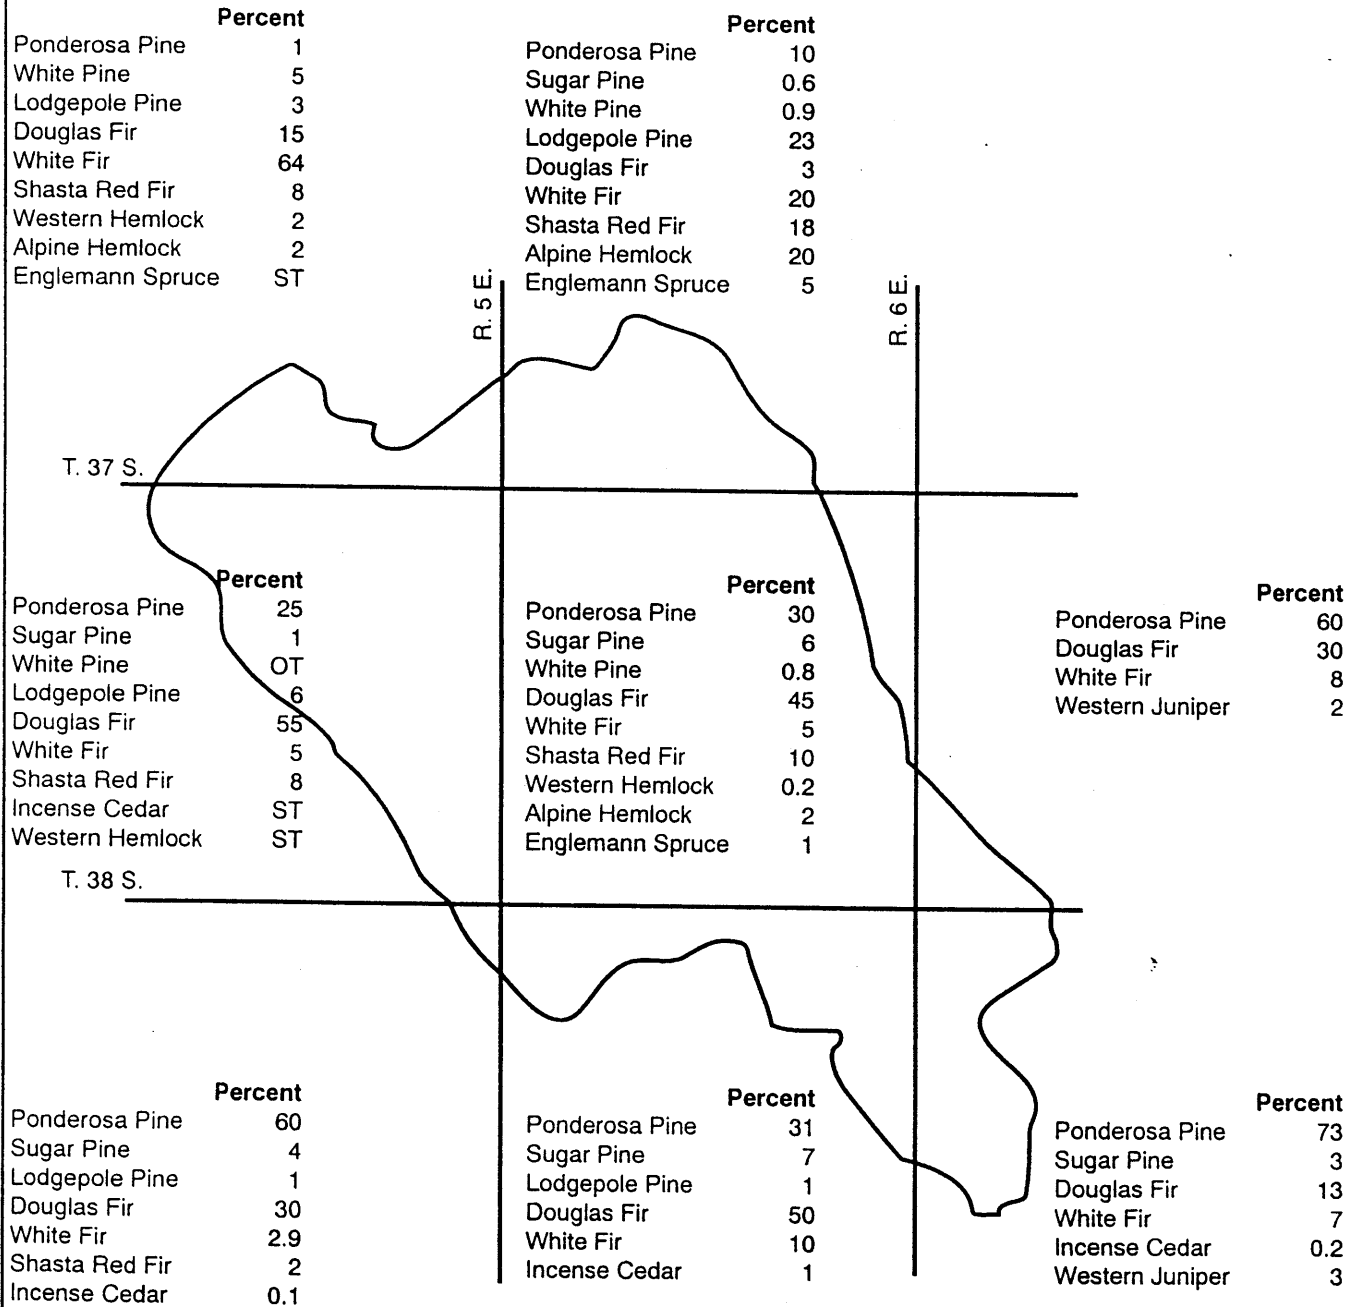 Percent
Ponderosa Pine 1
White Pine 5
Lodgepole Pine 3
Douglas Fir 15
White Fir 64
Shasta Red Fir 8
Western Hemlock 2
Alpine Hemlock 2
Englemann Spruce ST
Percent
Ponderosa Pine 10
Sugar Pine 0.6
White Pine 0.9
Lodgepole Pine 23
Douglas Fir 3
White Fir 20
Shasta Red Fir 18
Alpine Hemlock 20
Englemann Spruce 5
R. 5 E.
R. 6 E.
T. 37 S.
Percent
Ponderosa Pine 25
Sugar Pine 1
White Pine OT
Lodgepole Pine 6
Douglas Fir 55
White Fir 5
Shasta Red Fir 8
Incense Cedar ST
Western Hemlock ST
Percent
Ponderosa Pine 30
Sugar Pine 6
White Pine 0.8
Douglas Fir 45
White Fir 5
Shasta Red Fir 10
Western Hemlock 0.2
Alpine Hemlock 2
Englemann Spruce 1
Percent
Ponderosa Pine 60
Douglas Fir 30
White Fir 8
Western Juniper 2
T. 38 S.
Percent
Ponderosa Pine 60
Sugar Pine 4
Lodgepole Pine 1
Douglas Fir 30
White Fir 2.9
Shasta Red Fir 2
Incense Cedar 0.1
Percent
Ponderosa Pine 31
Sugar Pine 7
Lodgepole Pine 1
Douglas Fir 50
White Fir 10
Incense Cedar 1
Percent
Ponderosa Pine 73
Sugar Pine 3
Douglas Fir 13
White Fir 7
Incense Cedar 0.2
Western Juniper 3